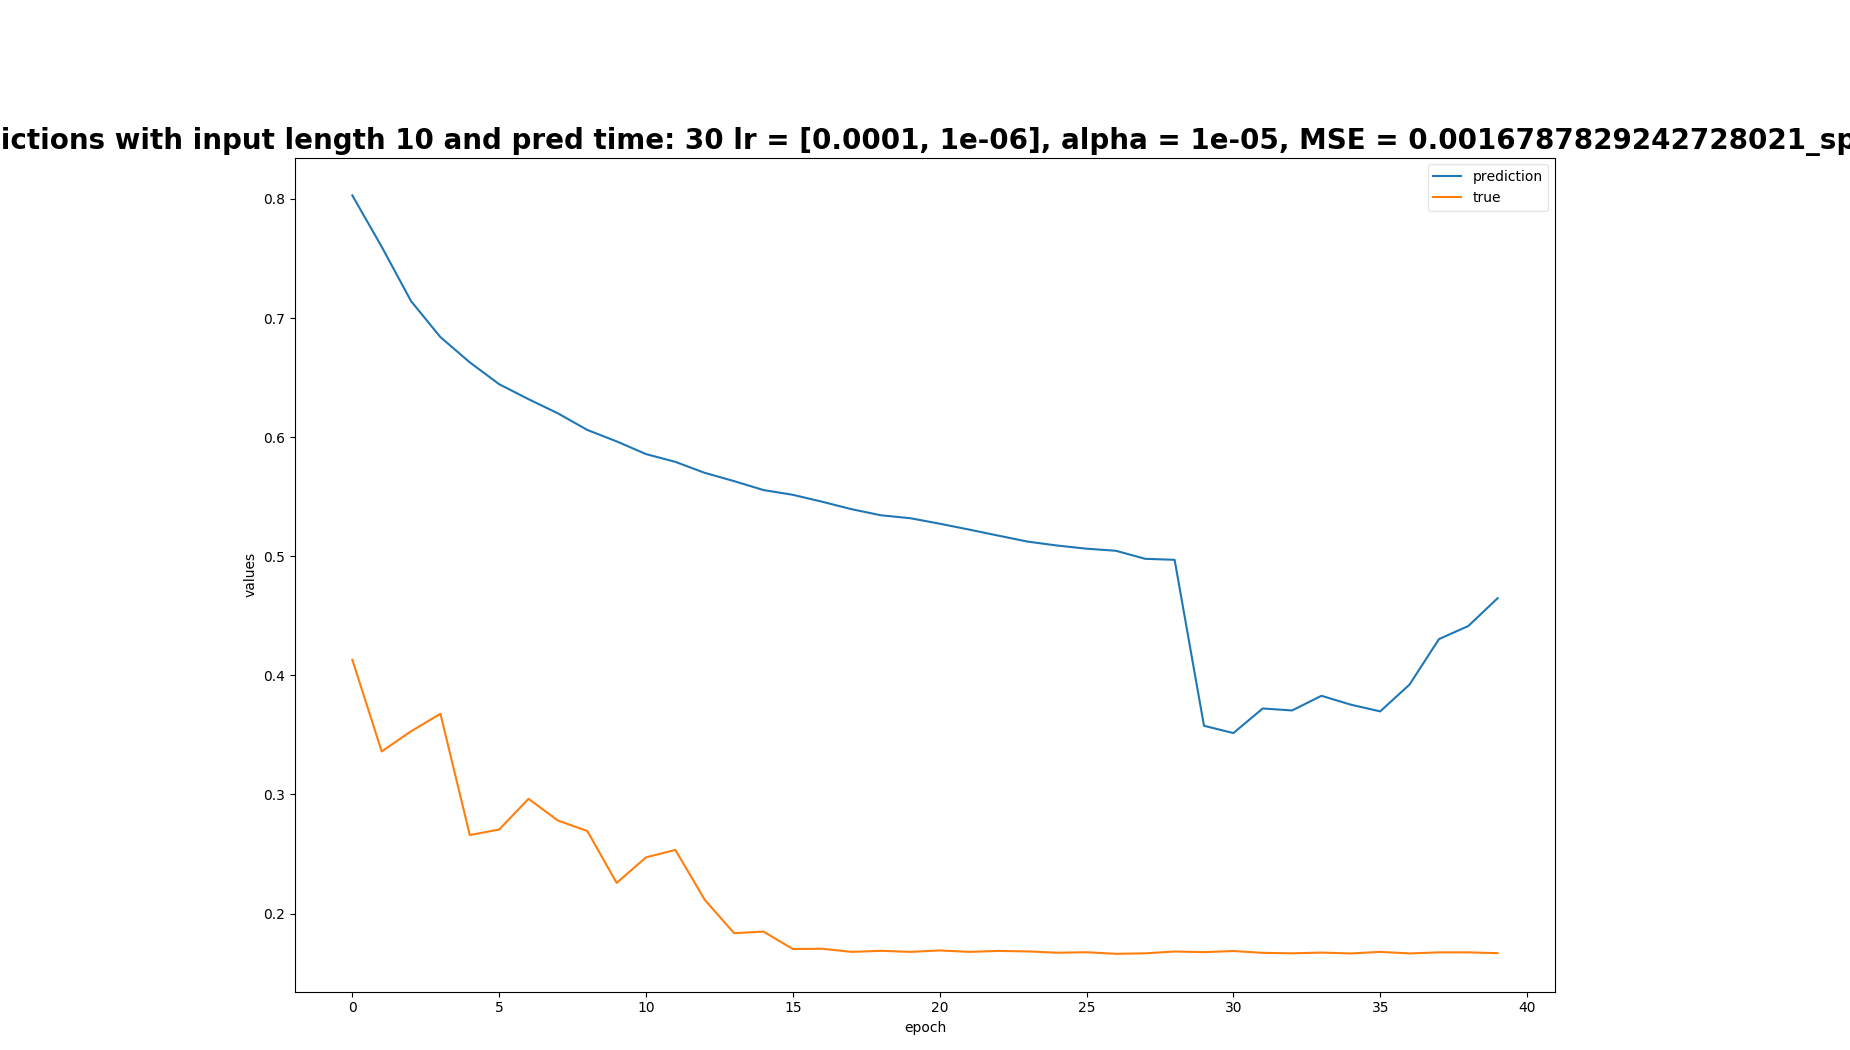 ictions with input length 10 and pred time: 30 lr = [0.0001, 1e-06], alpha = 1e-05, MSE = 0.0016787829242728021_sp
prediction
true
0.8
0.7
0.6
0.5
0.4
0.3
0.2
values
0 5 10 15 20 25 30 35 40
epoch